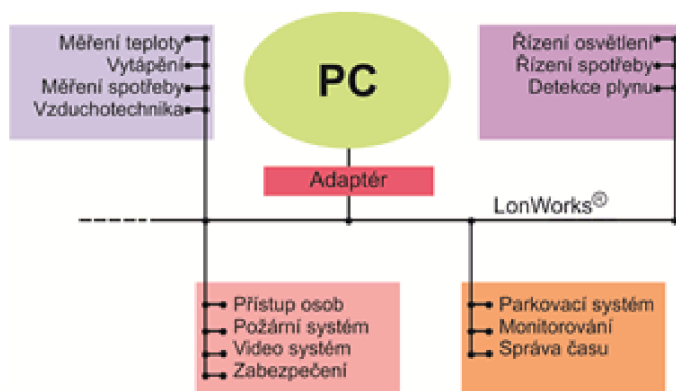 Měření teploty
Vytápění
Měření spotřeby
Vzduchotechnika
PC
Řízení osvětlení
Řízení spotřeby
Detekce plynu
Adaptér
LonWorks®
Přístup osob
Požární systém
Video systém
Zabezpečení
Parkovací systém
Monitorování
Správa času